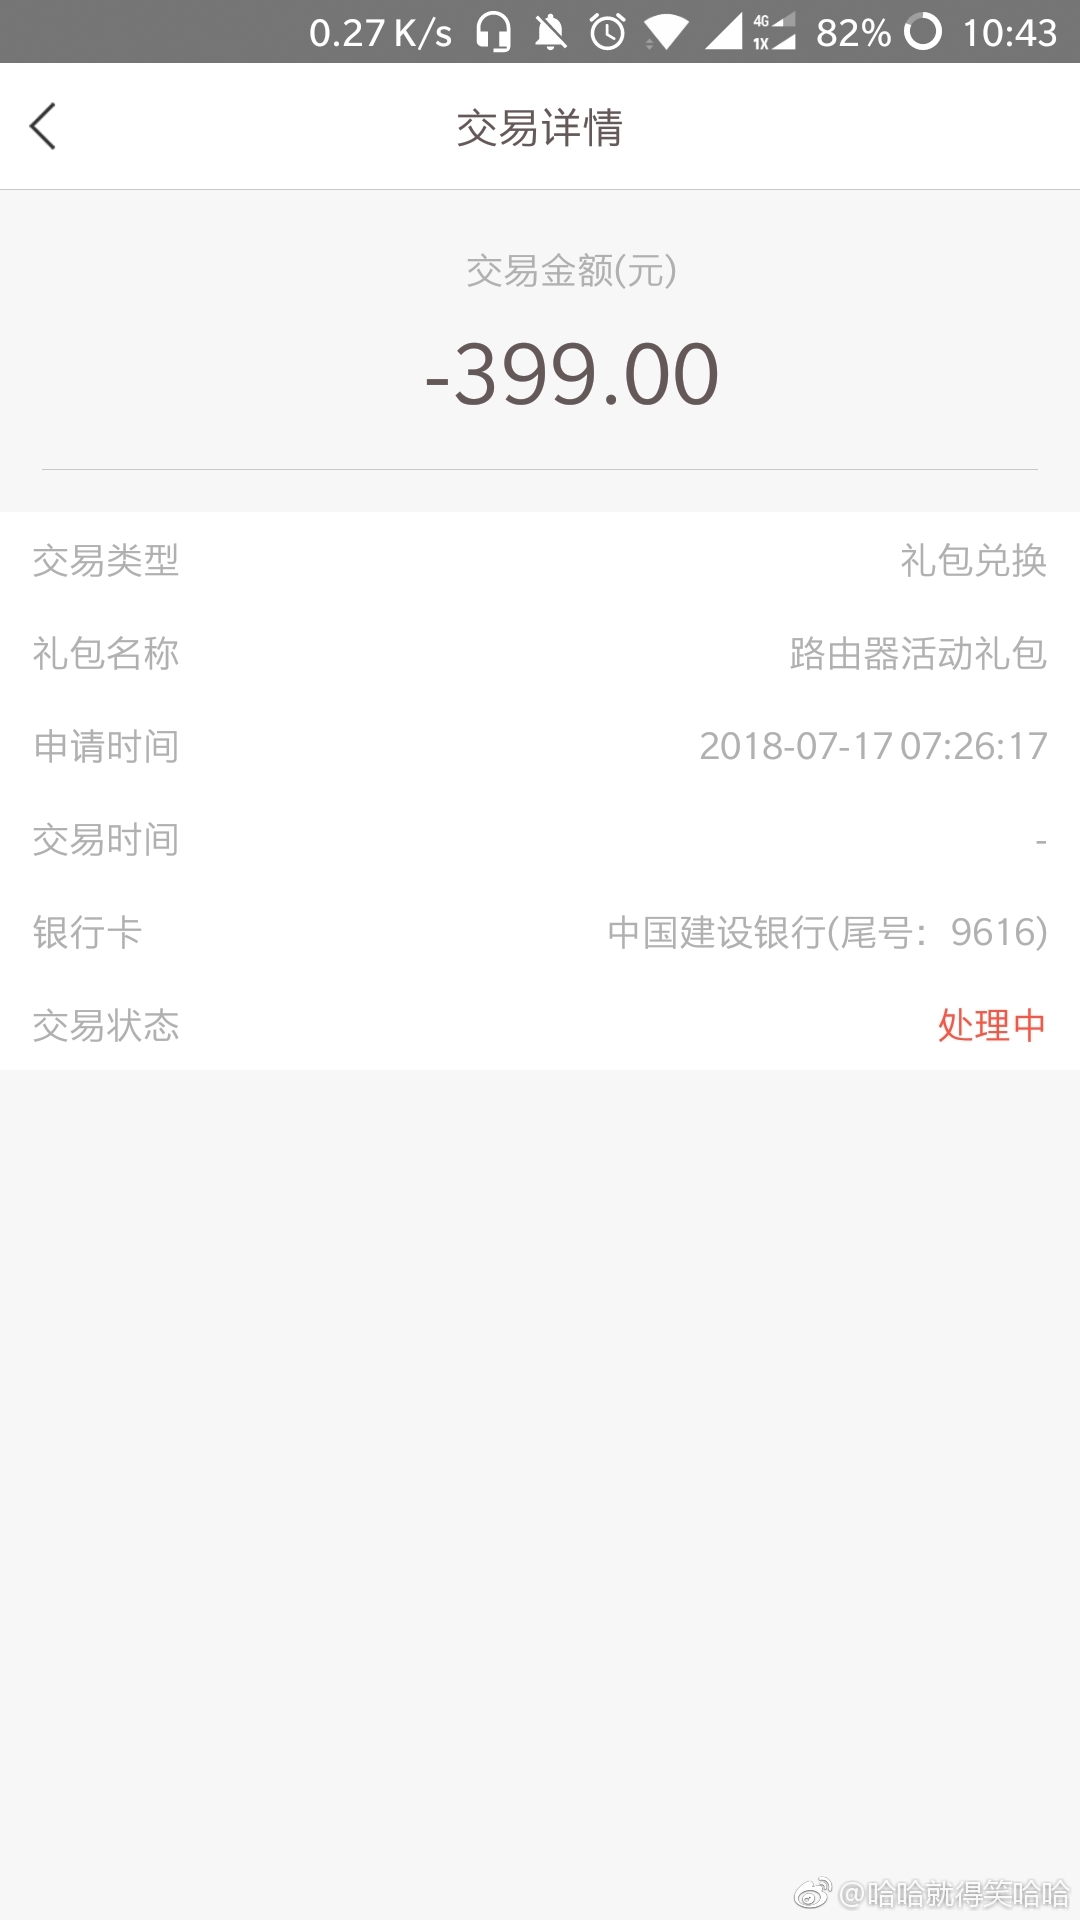 0.27 K/s 4G 1X 82% 10:43
交易详情
交易金额(元)
-399.00
交易类型 礼包兑换
礼包名称 路由器活动礼包
申请时间 2018-07-17 07:26:17
交易时间 -
银行卡 中国建设银行(尾号：9616)
交易状态 处理中
@哈哈就得笑哈哈